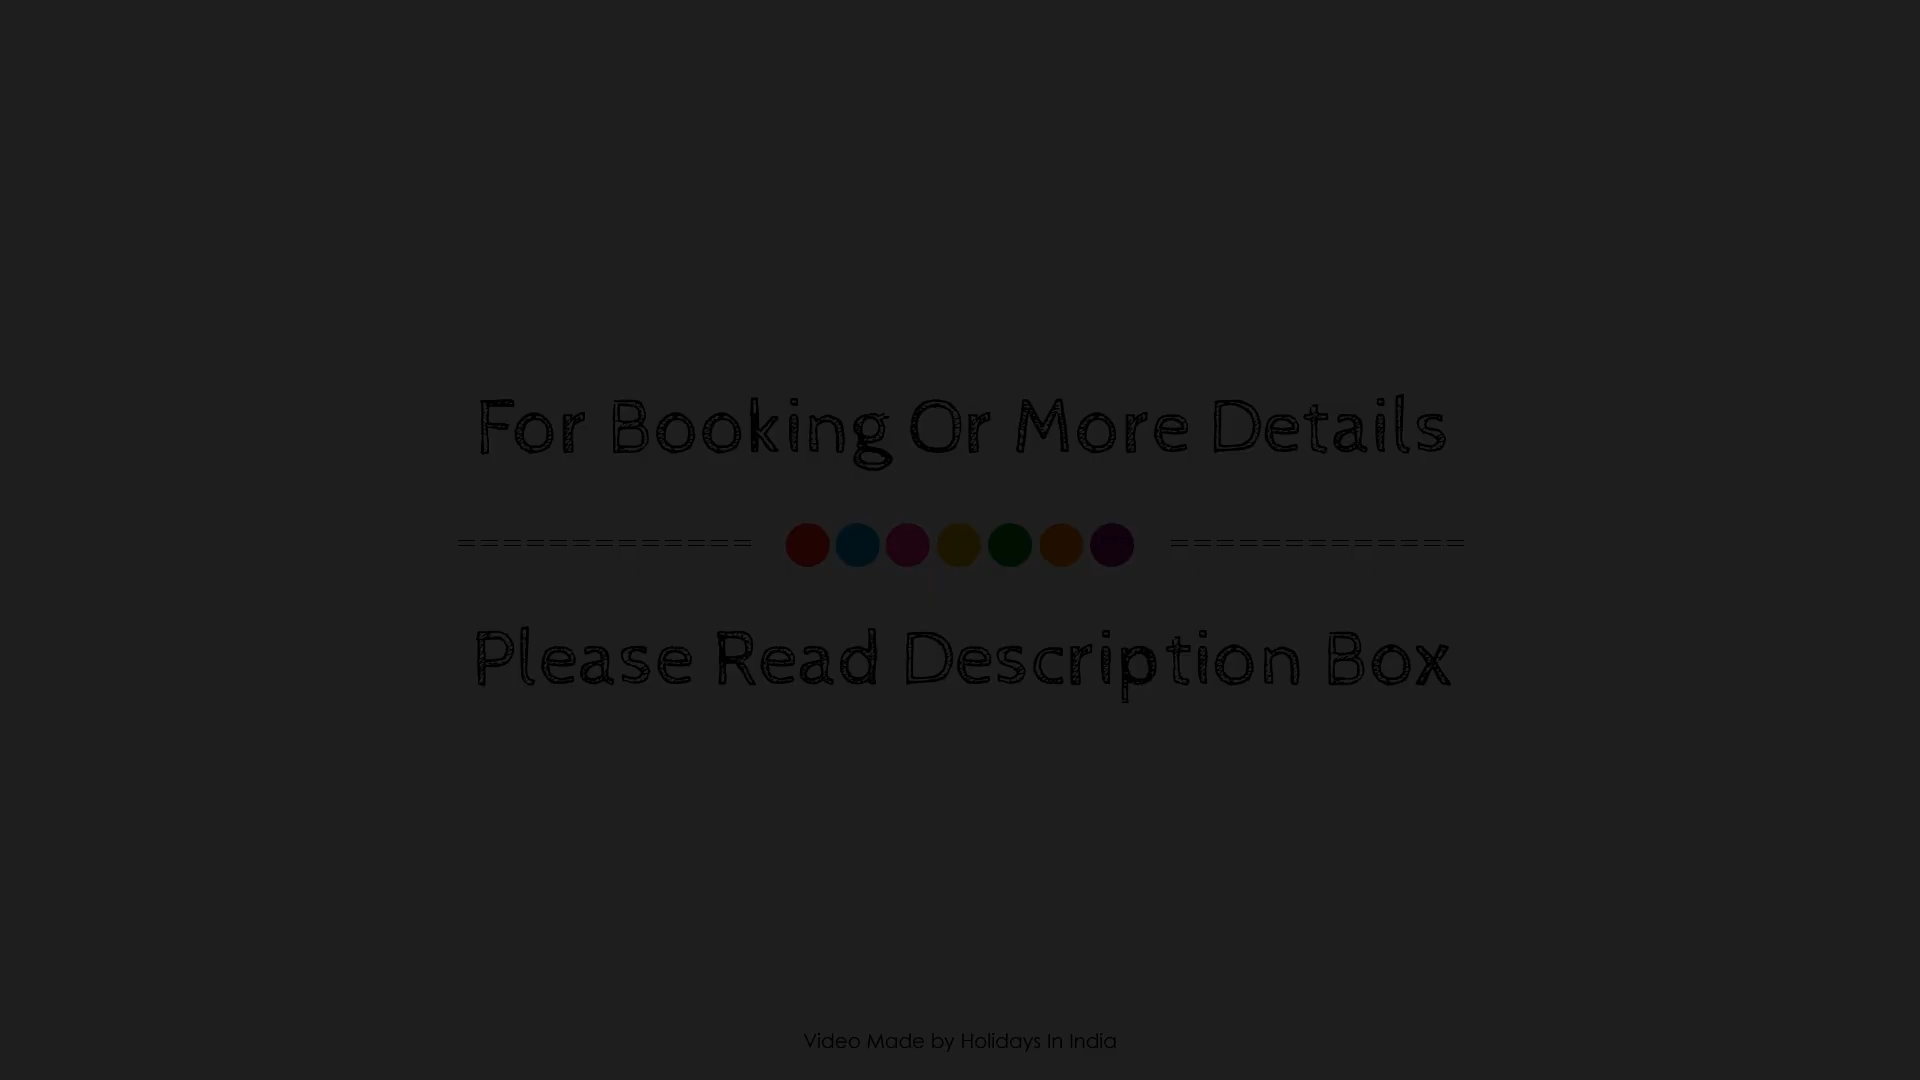 For Booking Or More Details
============= =============
Please Read Description Box
Video Made by Holidays In India